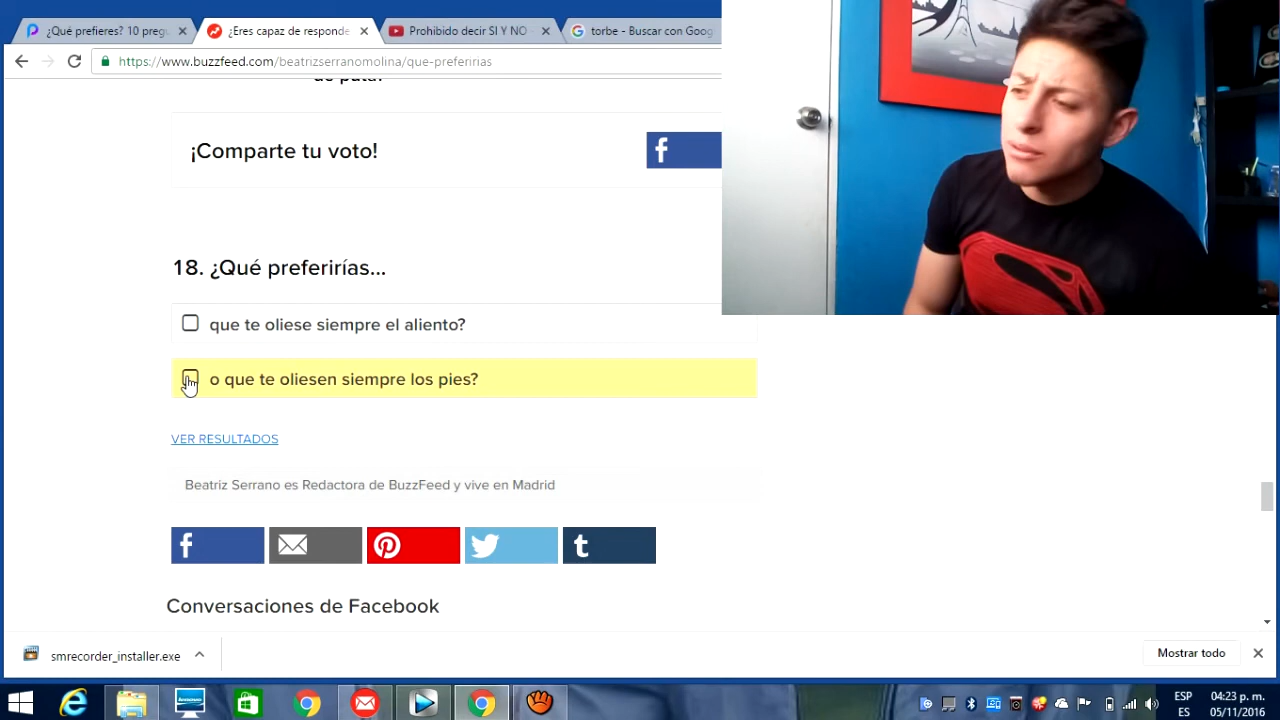 ¿Qué prefieres? 10 preg
¿Eres capaz de responde
Prohibido decir SI Y NO -
torbe - Buscar con Goog
https://www.buzzfeed.com/beatrizserranomolina/que-preferirias
de puta?
¡Comparte tu voto!
18. ¿Qué preferirías...
que te oliese siempre el aliento?
o que te oliesen siempre los pies?
VER RESULTADOS
Beatriz Serrano es Redactora de BuzzFeed y vive en Madrid
Conversaciones de Facebook
smrecorder_installer.exe
Mostrar todo
ESP
ES
04:23 p. m.
05/11/2016